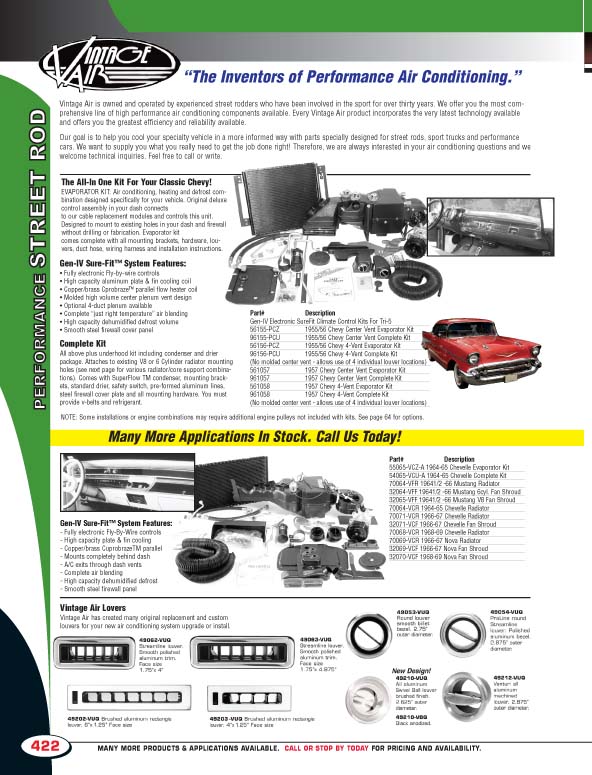 VINTAGE AIR
"The Inventors of Performance Air Conditioning."
PERFORMANCE STREET ROD
Vintage Air is owned and operated by experienced street rodders who have been involved in the sport for over thirty years. We offer you the most com-
prehensive line of high performance air conditioning components available. Every Vintage Air product incorporates the very latest technology available
and offers you the greatest efficiency and reliability available.
Our goal is to help you cool your specialty vehicle in a more informed way with parts specially designed for street rods, sport trucks and performance
cars. We want to supply you what you really need to get the job done right! Therefore, we are always interested in your air conditioning questions and we
welcome technical inquiries. Feel free to call or write.
The All-In One Kit For Your Classic Chevy!
EVAPORATOR KIT: Air conditioning, heating and defrost com-
bination designed specifically for your vehicle. Original deluxe
control assembly in your dash connects
to our cable replacement modules and controls this unit.
Designed to mount to existing holes in your dash and firewall
without drilling or fabrication. Evaporator kit
comes complete with all mounting brackets, hardware, lou-
vers, duct hose, wiring harness and installation instructions.
Gen-IV Sure-Fit™ System Features:
• Fully electronic Fly-by-wire controls
• High capacity aluminum plate & fin cooling coil
• Copper/brass Cprobraze™ parallel flow heater coil
• Molded high volume center plenum vent design
• Optional 4-duct plenum available
• Complete "just right temperature" air blending
• High capacity dehumidified defrost volume
• Smooth steel firewall cover panel
Complete Kit
All above plus underhood kit including condenser and drier
package. Attaches to existing V8 or 6 Cylinder radiator mounting
holes (see next page for various radiator/core support combina-
tions). Comes with SuperFlow TM condenser, mounting brack-
ets, standard drier, safety switch, pre-formed aluminum lines,
steel firewall cover plate and all mounting hardware. You must
provide v-belts and refrigerant.
Part# Description
Gen-IV Electronic SureFit Climate Control Kits For Tri-5
56155-PCZ 1955/56 Chevy Center Vent Evaporator Kit
96155-PCU 1955/56 Chevy Center Vent Complete Kit
56156-PCZ 1955/56 Chevy 4-Vent Evaporator Kit
96156-PCU 1955/56 Chevy 4-Vent Complete Kit
(No molded center vent - allows use of 4 individual louver locations)
561057 1957 Chevy Center Vent Evaporator Kit
961057 1957 Chevy Center Vent Complete Kit
561058 1957 Chevy 4-Vent Evaporator Kit
961058 1957 Chevy 4-Vent Complete Kit
(No molded center vent - allows use of 4 individual louver locations)
NOTE: Some installations or engine combinations may require additional engine pulleys not included with kits. See page 64 for options.
Many More Applications In Stock. Call Us Today!
Part# Description
55065-VCZ-A 1964-65 Chevelle Evaporator Kit
54065-VCU-A 1964-65 Chevelle Complete Kit
70064-VFR 19641/2 -66 Mustang Radiator
32064-VFF 19641/2 -66 Mustang 6cyl. Fan Shroud
32065-VFF 19641/2 -66 Mustang V8 Fan Shroud
70064-VCR 1964-65 Chevelle Radiator
70071-VCR 1966-67 Chevelle Radiator
32071-VCF 1966-67 Chevelle Fan Shroud
70068-VCR 1968-69 Chevelle Radiator
70069-VCR 1966-67 Nova Radiator
32069-VCF 1966-67 Nova Fan Shroud
32070-VCF 1968-69 Nova Fan Shroud
Gen-IV Sure-Fit™ System Features:
- Fully electronic Fly-By-Wire controls
- High capacity plate & fin cooling
- Copper/brass CuprobrazeTM parallel
- Mounts completely behind dash
- A/C exits through dash vents
- Complete air blending
- High capacity dehumidified defrost
- Smooth steel firewall panel
Vintage Air Lovers
Vintage Air has created many original replacement and custom
louvers for your new air conditioning system upgrade or install.
49062-VUG
Streamline louver.
Smooth polished
aluminum trim.
Face size
1.75"x 4"
49063-VUG
Streamline louver.
Smooth polished
aluminum trim.
Face size
1.75"x 4.875"
49053-VUG
Round louver
smooth billet
bezel. 2.75"
outer diameter.
49054-VUG
ProLine round
Streamline
louver. Polished
aluminum bezel.
2.875" outer
diameter.
New Design!
49210-VUG
All aluminum
Swivel Ball louver
brushed finish.
2.625" outer
diameter.
49210-VBG
Black anodized.
49212-VUG
Venturi all
aluminum
machined
louver. 2.875"
outer diameter.
49202-VUG Brushed aluminum rectangle
louver. 6"x 1.25" Face size
49203-VUG Brushed aluminum rectangle
louver. 4"x 1.25" Face size
422
MANY MORE PRODUCTS & APPLICATIONS AVAILABLE. CALL OR STOP BY TODAY FOR PRICING AND AVAILABILITY.